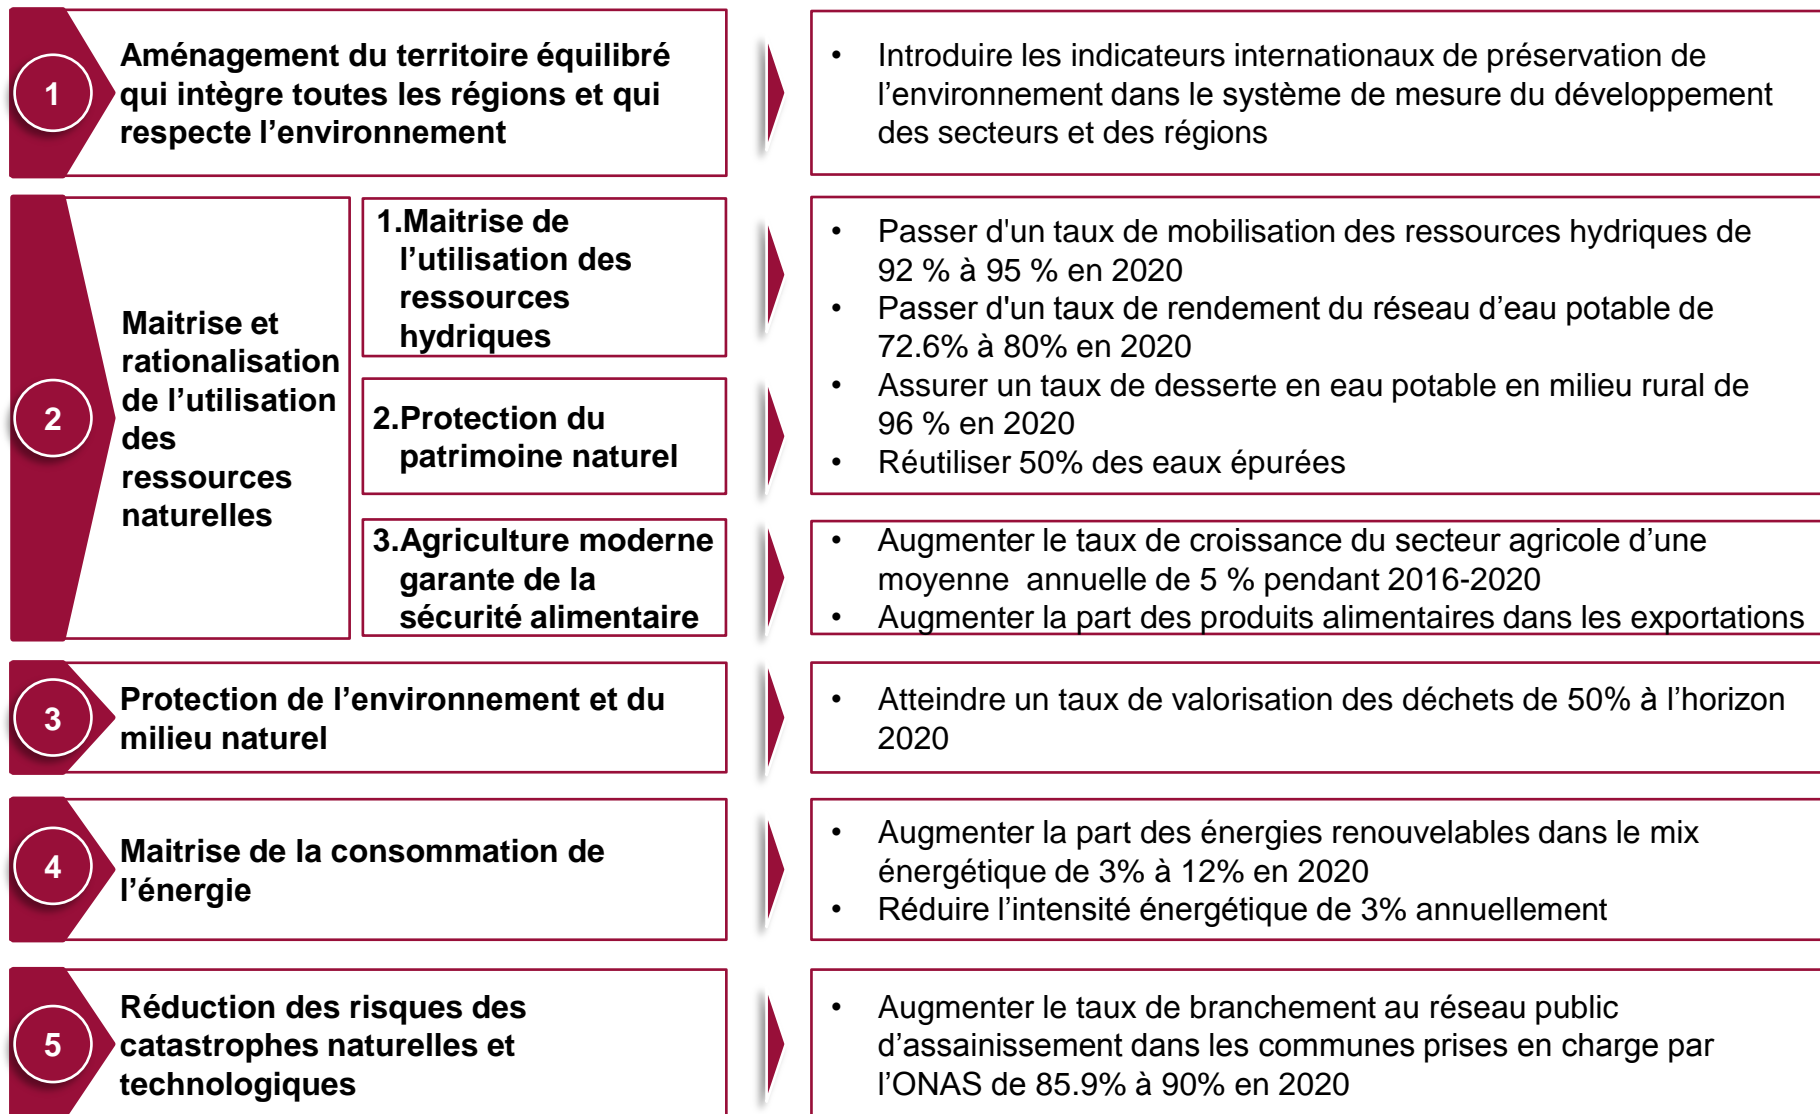 1
Aménagement du territoire équilibré
qui intègre toutes les régions et qui
respecte l’environnement
• Introduire les indicateurs internationaux de préservation de
l’environnement dans le système de mesure du développement
des secteurs et des régions
2
Maitrise et
rationalisation
de l’utilisation
des
ressources
naturelles
1.Maitrise de
l’utilisation des
ressources
hydriques
2.Protection du
patrimoine naturel
• Passer d'un taux de mobilisation des ressources hydriques de
92 % à 95 % en 2020
• Passer d'un taux de rendement du réseau d’eau potable de
72.6% à 80% en 2020
• Assurer un taux de desserte en eau potable en milieu rural de
96 % en 2020
• Réutiliser 50% des eaux épurées
3.Agriculture moderne
garante de la
sécurité alimentaire
• Augmenter le taux de croissance du secteur agricole d’une
moyenne annuelle de 5 % pendant 2016-2020
• Augmenter la part des produits alimentaires dans les exportations
3
Protection de l’environnement et du
milieu naturel
• Atteindre un taux de valorisation des déchets de 50% à l’horizon
2020
4
Maitrise de la consommation de
l’énergie
• Augmenter la part des énergies renouvelables dans le mix
énergétique de 3% à 12% en 2020
• Réduire l’intensité énergétique de 3% annuellement
5
Réduction des risques des
catastrophes naturelles et
technologiques
• Augmenter le taux de branchement au réseau public
d’assainissement dans les communes prises en charge par
l’ONAS de 85.9% à 90% en 2020